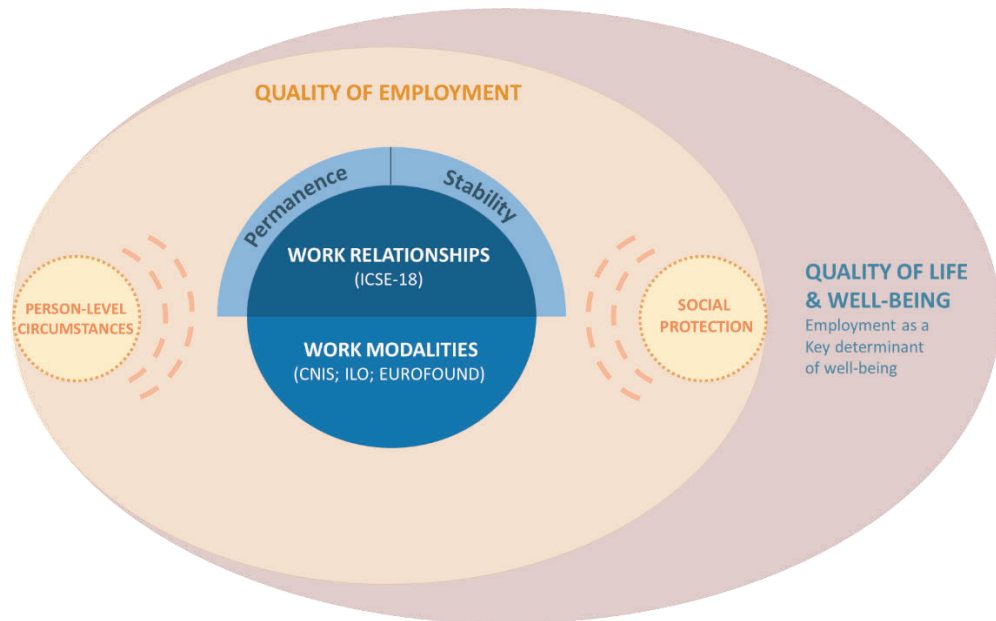 QUALITY OF EMPLOYMENT
Permanence
Stability
WORK RELATIONSHIPS
(ICSE-18)
WORK MODALITIES
(CNIS; ILO; EUROFOUND)
PERSON-LEVEL
CIRCUMSTANCES
SOCIAL
PROTECTION
QUALITY OF LIFE
& WELL-BEING
Employment as a
Key determinant
of well-being